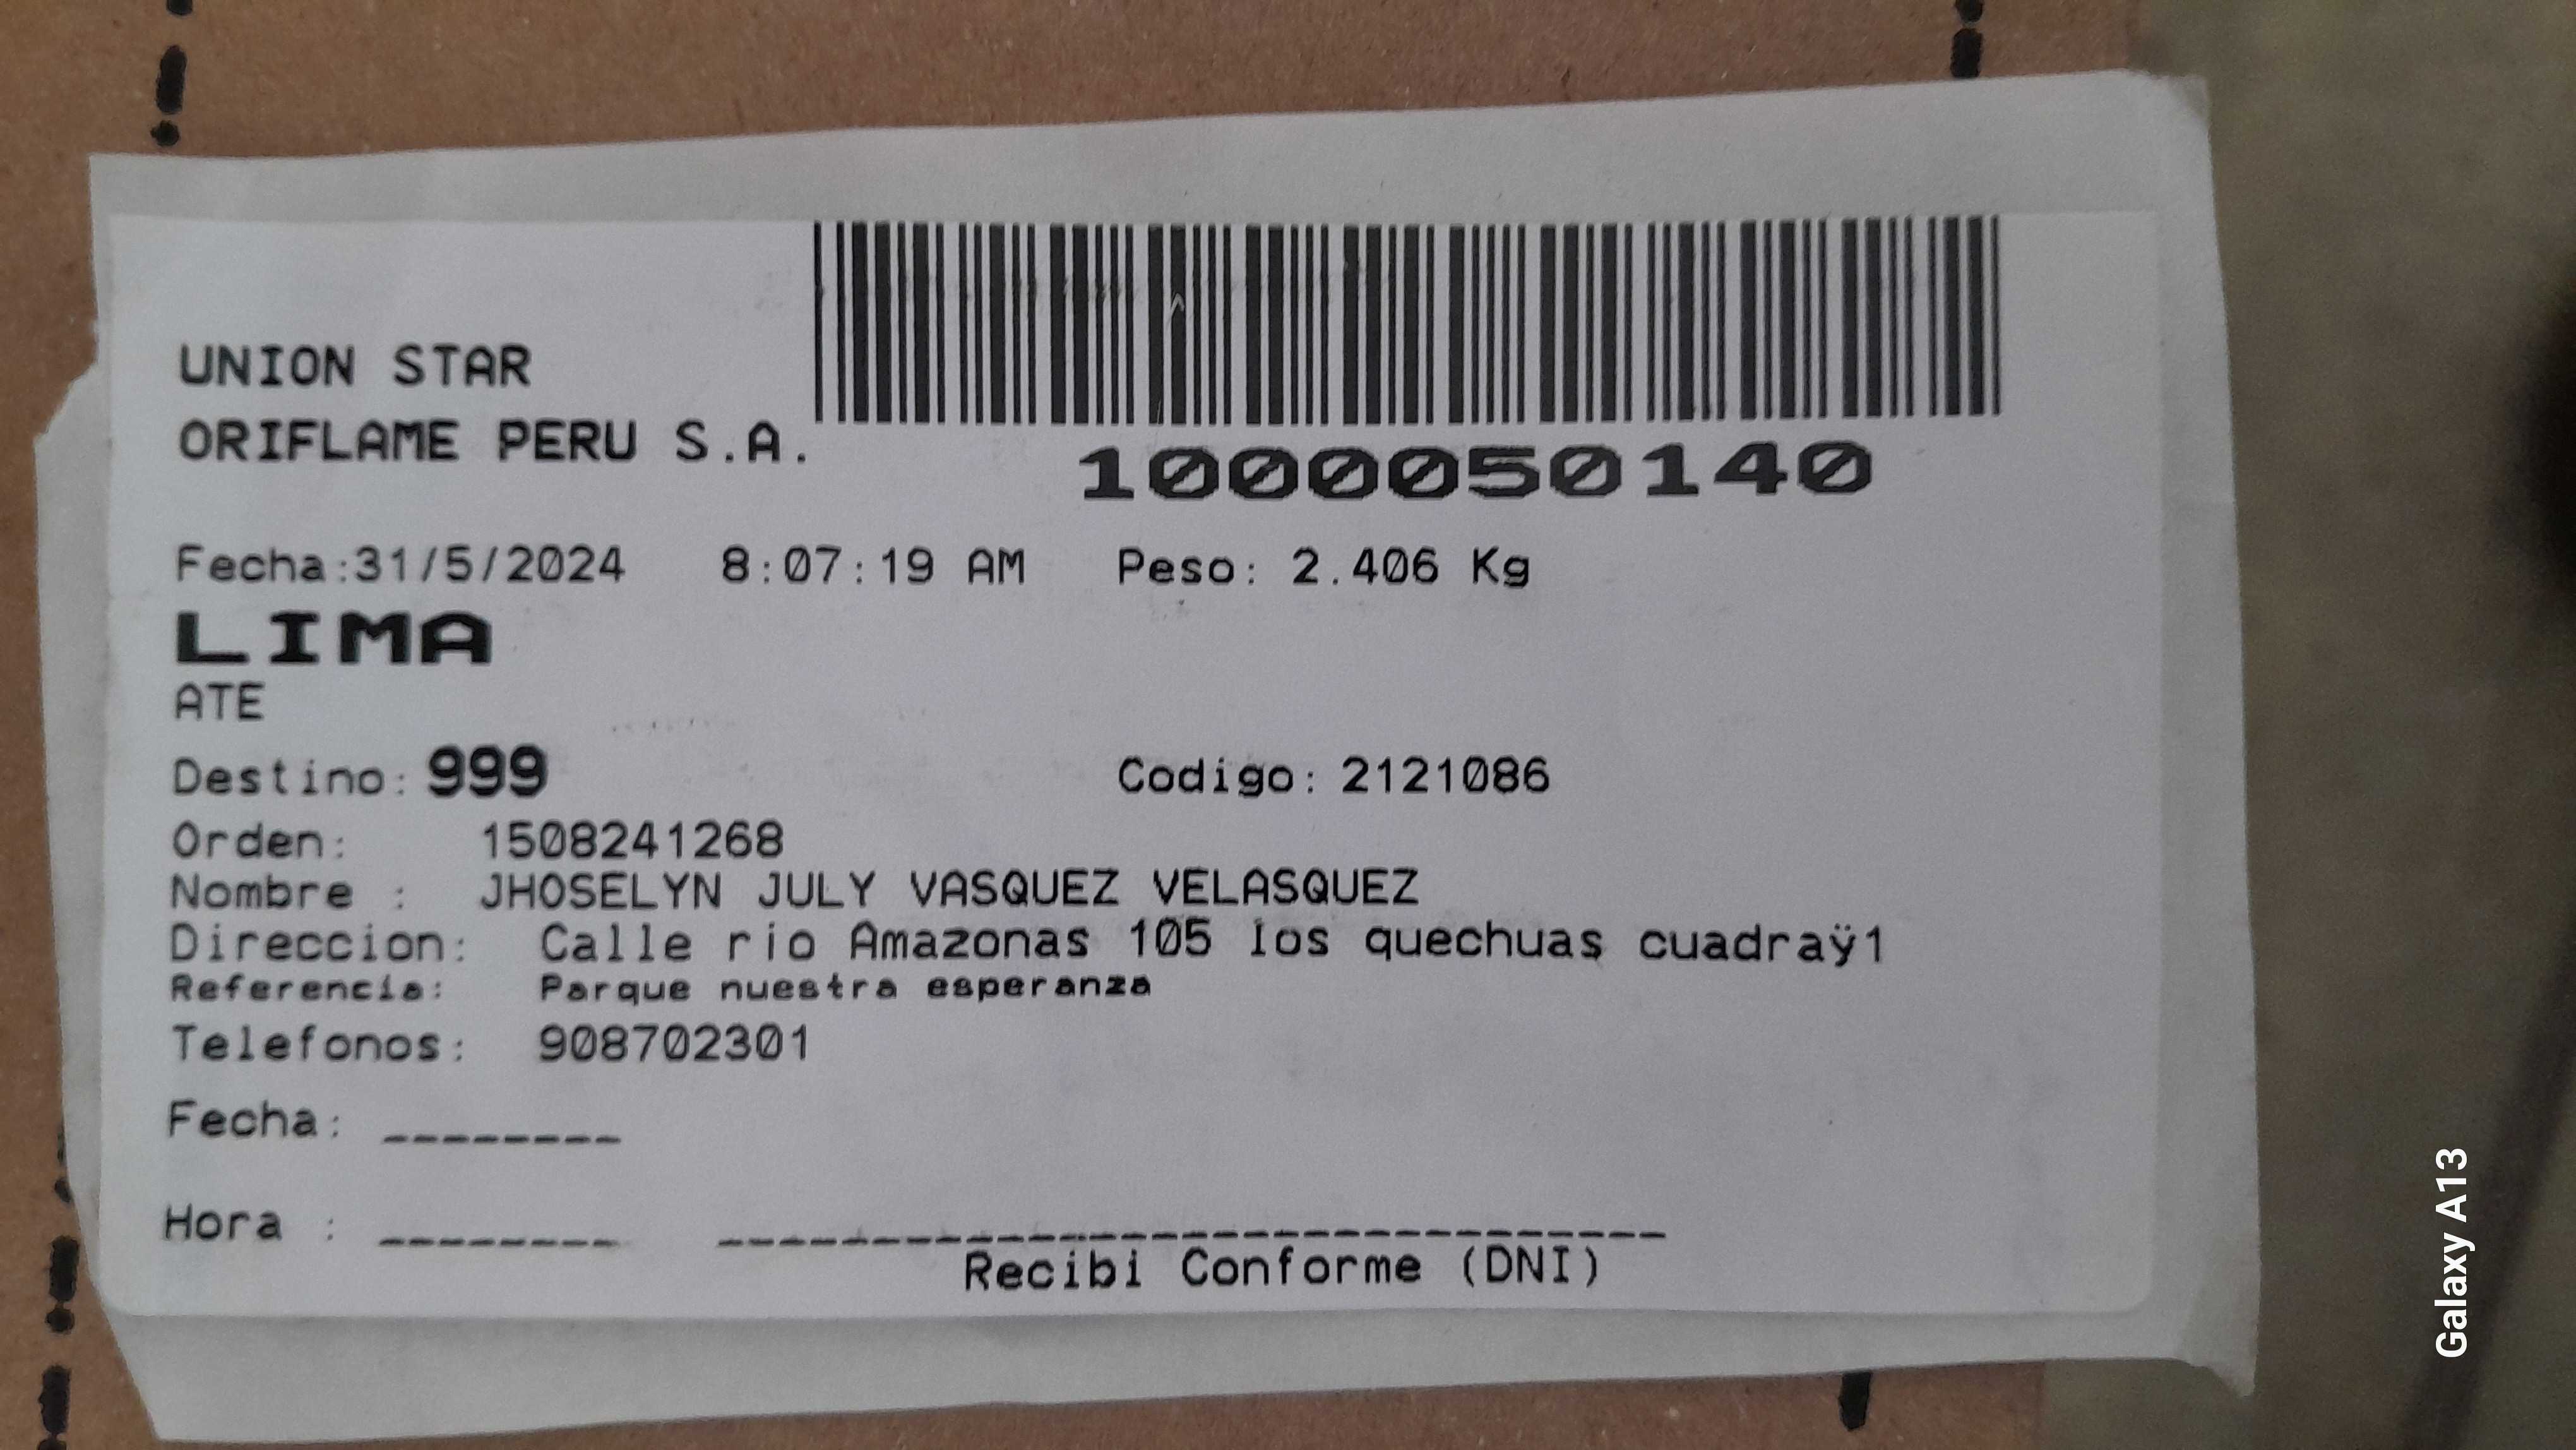 UNION STAR
ORIFLAME PERU S.A.
1000050140
Fecha:31/5/2024 8:07:19 AM Peso: 2.406 Kg
LIMA
ATE
Destino: 999 Codigo: 2121086
Orden: 1508241268
Nombre : JHOSELYN JULY VASQUEZ VELASQUEZ
Direccion: Calle rio Amazonas 105 los quechuas cuadraÿ1
Referencia: Parque nuestra esperanza
Telefonos: 908702301
Fecha: ________
Hora : ________ ________________________________
Recibi Conforme (DNI)
Galaxy A13